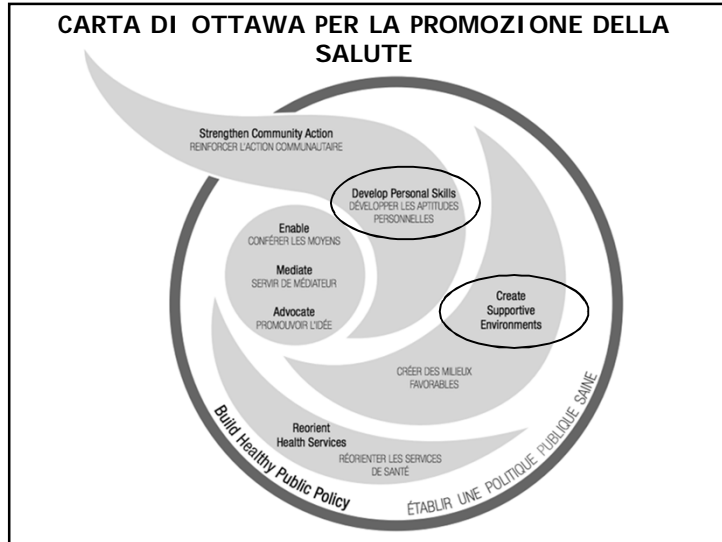 CARTA DI OTTAWA PER LA PROMOZIONE DELLA
SALUTE
Strengthen Community Action
REINFORCER L'ACTION COMMUNAUTAIRE
Develop Personal Skills
DÉVELOPPER LES APTITUDES
PERSONNELLES
Enable
CONFÉRER LES MOYENS
Mediate
SERVIR DE MÉDIATEUR
Advocate
PROMOUVOIR L'IDÉE
Create
Supportive
Environments
CRÉER DES MILIEUX
FAVORABLES
Reorient
Health Services
RÉORIENTER LES SERVICES
DE SANTÉ
Build Healthy Public Policy
ÉTABLIR UNE POLITIQUE PUBLIQUE SAINE